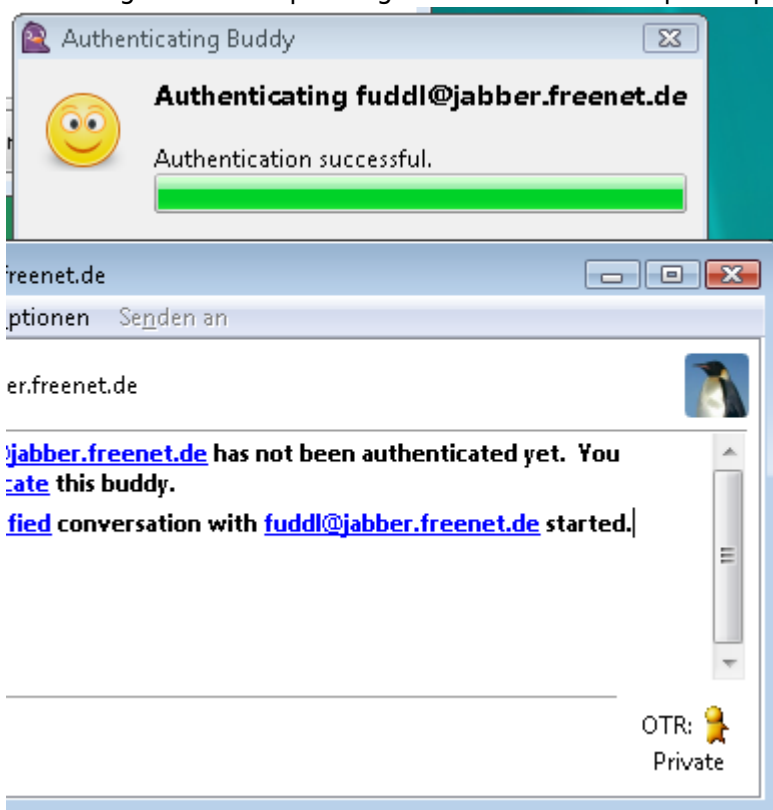 Authenticating Buddy
Authenticating fuddl@jabber.freenet.de
Authentication successful.
freenet.de
ptionen Senden an
er.freenet.de
@jabber.freenet.de has not been authenticated yet. You
cate this buddy.
fied conversation with fuddl@jabber.freenet.de started.
OTR:
Private